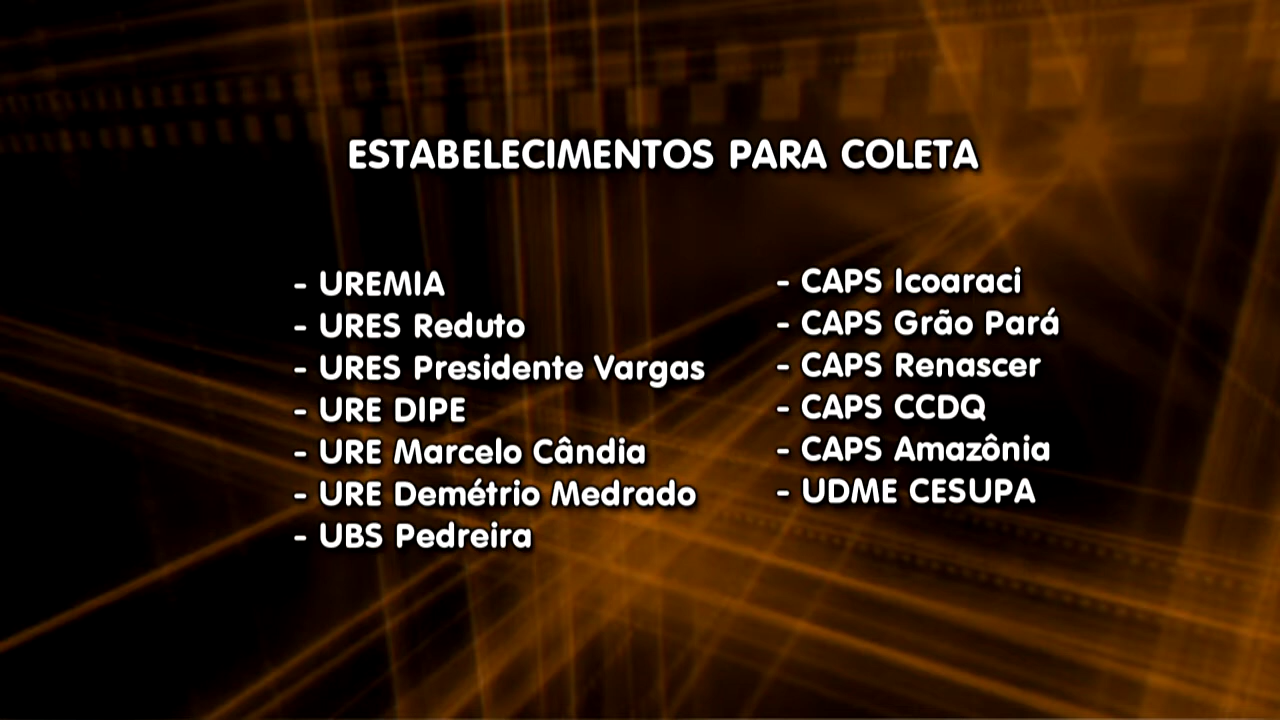 ESTABELECIMENTOS PARA COLETA
- UREMIA
- URES Reduto
- URES Presidente Vargas
- URE DIPE
- URE Marcelo Cândia
- URE Demétrio Medrado
- UBS Pedreira
- CAPS Icoaraci
- CAPS Grão Pará
- CAPS Renascer
- CAPS CCDQ
- CAPS Amazônia
- UDME CESUPA